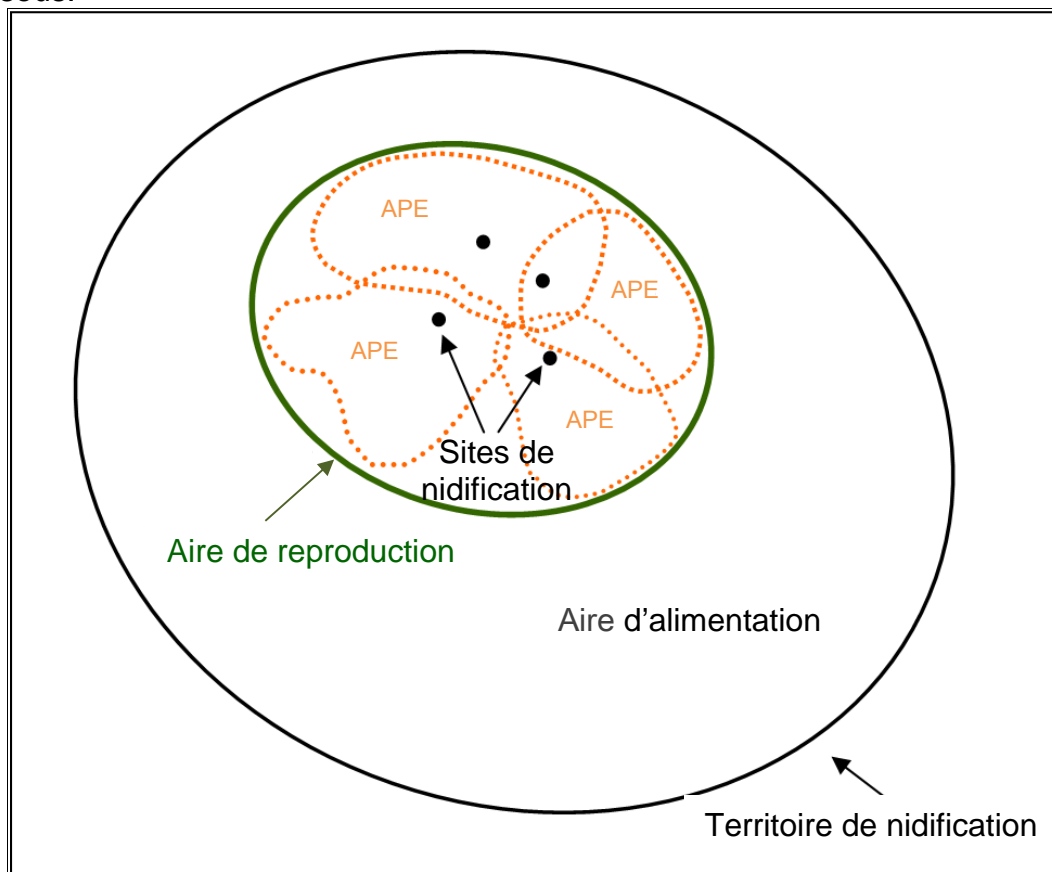 APE
APE
APE
APE
Sites de
nidification
Aire de reproduction
Aire d'alimentation
Territoire de nidification